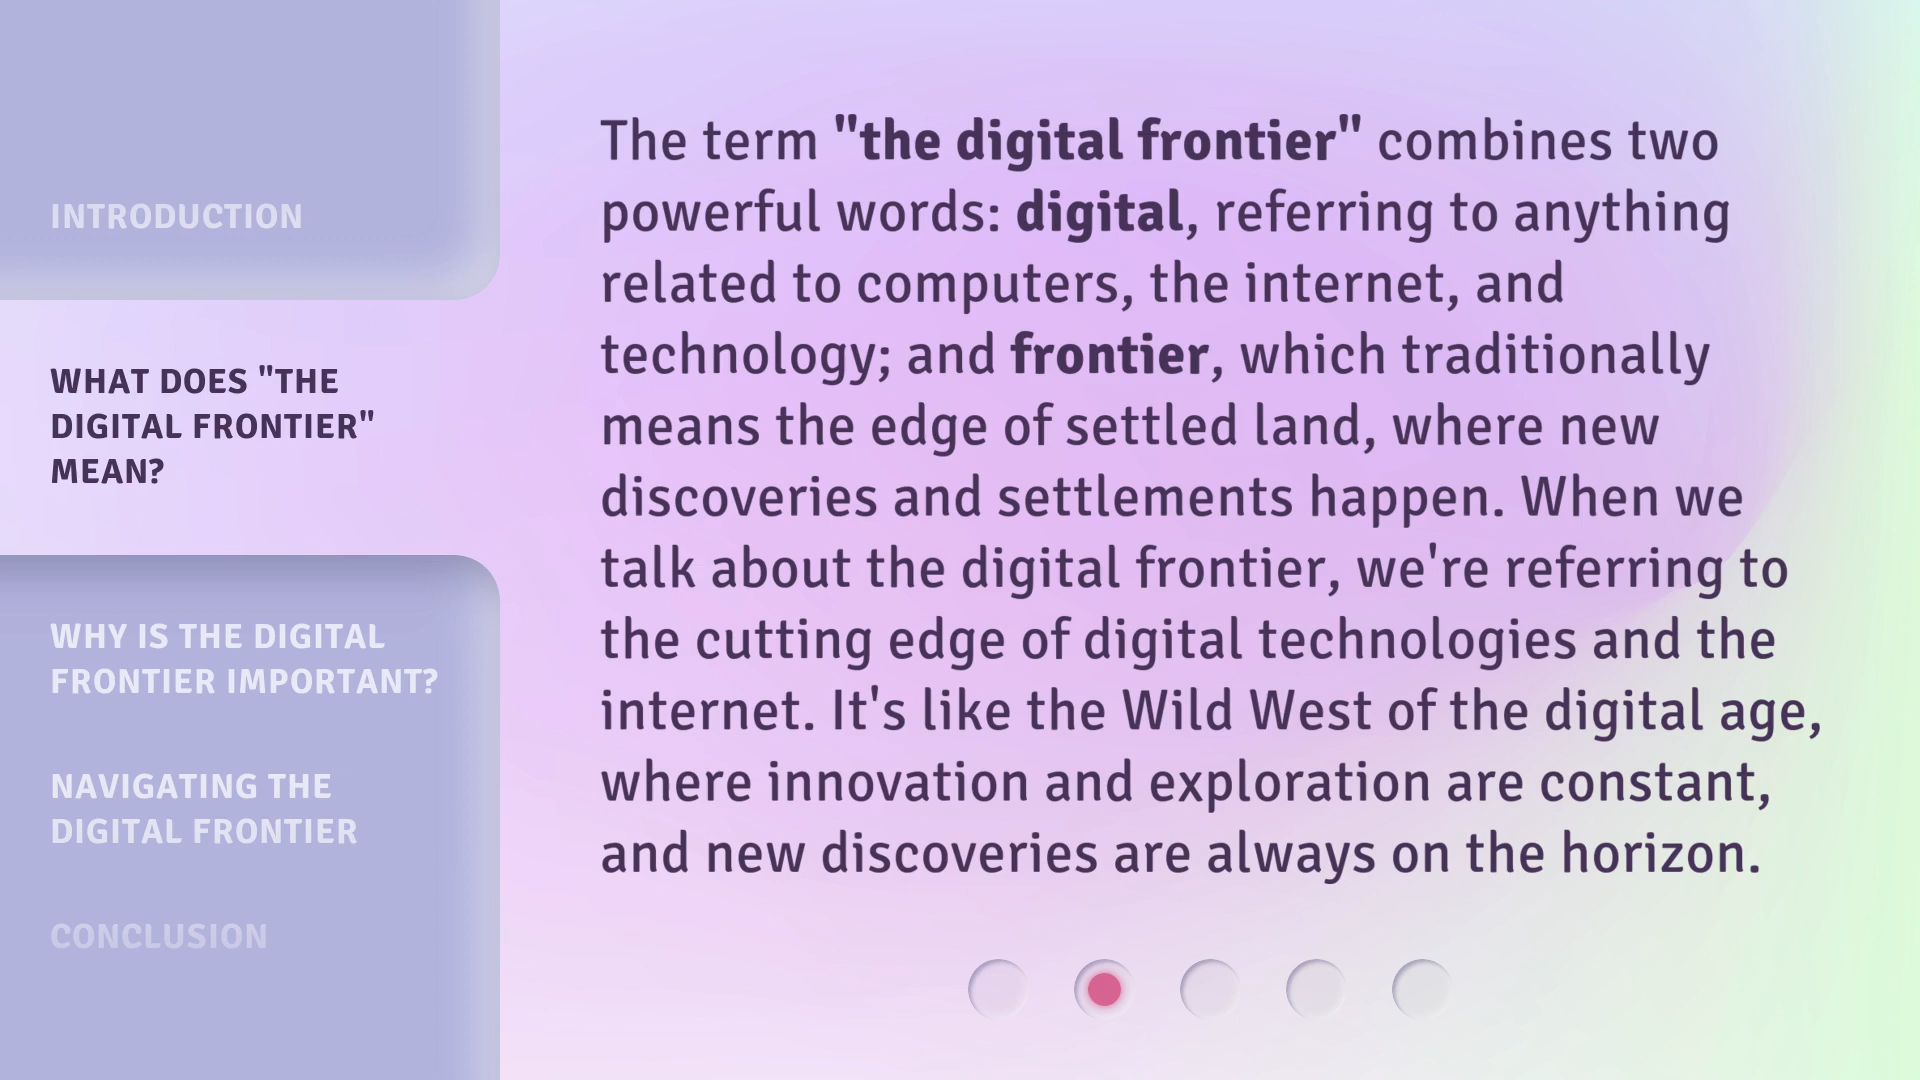 INTRODUCTION
WHAT DOES "THE
DIGITAL FRONTIER"
MEAN?
WHY IS THE DIGITAL
FRONTIER IMPORTANT?
NAVIGATING THE
DIGITAL FRONTIER
CONCLUSION
The term "the digital frontier" combines two
powerful words: digital, referring to anything
related to computers, the internet, and
technology; and frontier, which traditionally
means the edge of settled land, where new
discoveries and settlements happen. When we
talk about the digital frontier, we're referring to
the cutting edge of digital technologies and the
internet. It's like the Wild West of the digital age,
where innovation and exploration are constant,
and new discoveries are always on the horizon.